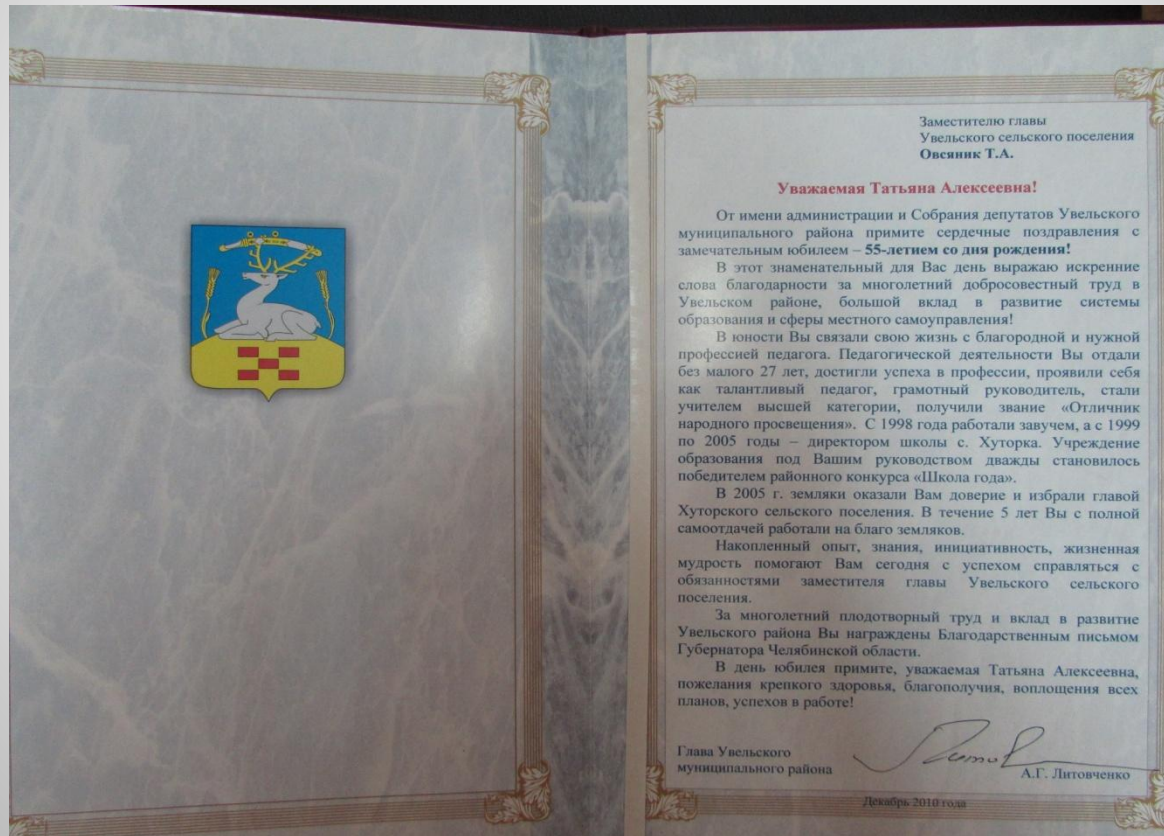 Заместителю главы
Увельского сельского поселения
Овсяник Т.А.
Уважаемая Татьяна Алексеевна!
От имени администрации и Собрания депутатов Увельского
муниципального района примите сердечные поздравления с
замечательным юбилеем – 55-летием со дня рождения!
В этот знаменательный для Вас день выражаю искренние
слова благодарности за многолетний добросовестный труд в
Увельском районе, большой вклад в развитие системы
образования и сферы местного самоуправления!
В юности Вы связали свою жизнь с благородной и нужной
профессией педагога. Педагогической деятельности Вы отдали
без малого 27 лет, достигли успеха в профессии, проявили себя
как талантливый педагог, грамотный руководитель, стали
учителем высшей категории, получили звание «Отличник
народного просвещения». С 1998 года работали завучем, а с 1999
по 2005 годы – директором школы с. Хуторка. Учреждение
образования под Вашим руководством дважды становилось
победителем районного конкурса «Школа года».
В 2005 г. земляки оказали Вам доверие и избрали главой
Хуторского сельского поселения. В течение 5 лет Вы с полной
самоотдачей работали на благо земляков.
Накопленный опыт, знания, инициативность, жизненная
мудрость помогают Вам сегодня с успехом справляться с
обязанностями заместителя главы Увельского сельского
поселения.
За многолетний плодотворный труд и вклад в развитие
Увельского района Вы награждены Благодарственным письмом
Губернатора Челябинской области.
В день юбилея примите, уважаемая Татьяна Алексеевна,
пожелания крепкого здоровья, благополучия, воплощения всех
планов, успехов в работе!
Глава Увельского
муниципального района
А.Г. Литовченко
Декабрь 2010 года